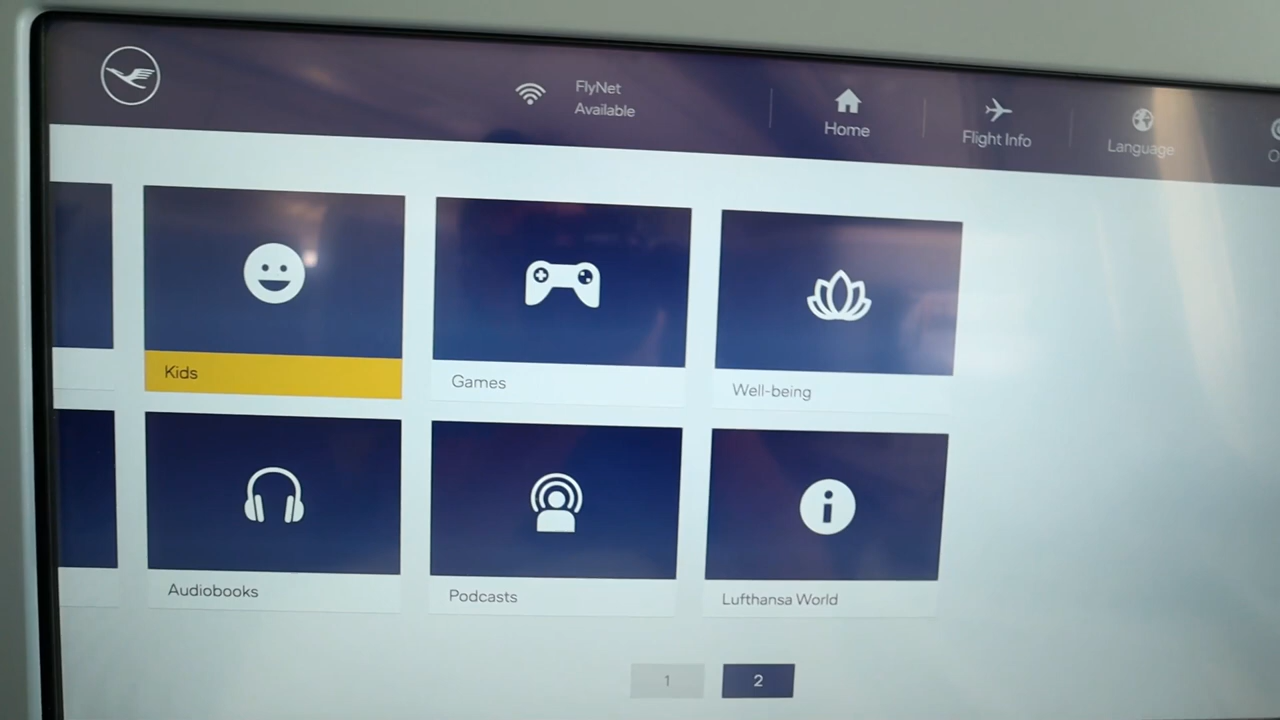 FlyNet
Available
Home
Flight Info
Language
Kids
Games
Well-being
Audiobooks
Podcasts
Lufthansa World
1
2